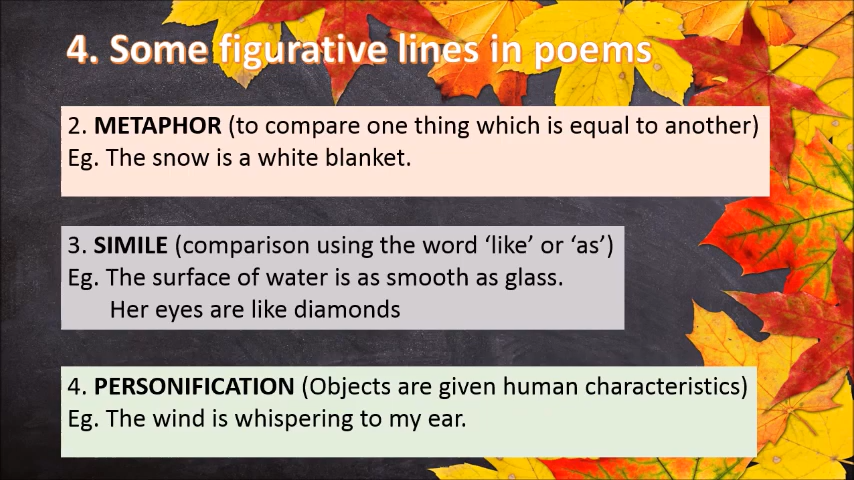 4. Some figurative lines in poems
2. METAPHOR (to compare one thing which is equal to another)
Eg. The snow is a white blanket.
3. SIMILE (comparison using the word ‘like’ or ‘as’)
Eg. The surface of water is as smooth as glass.
Her eyes are like diamonds
4. PERSONIFICATION (Objects are given human characteristics)
Eg. The wind is whispering to my ear.